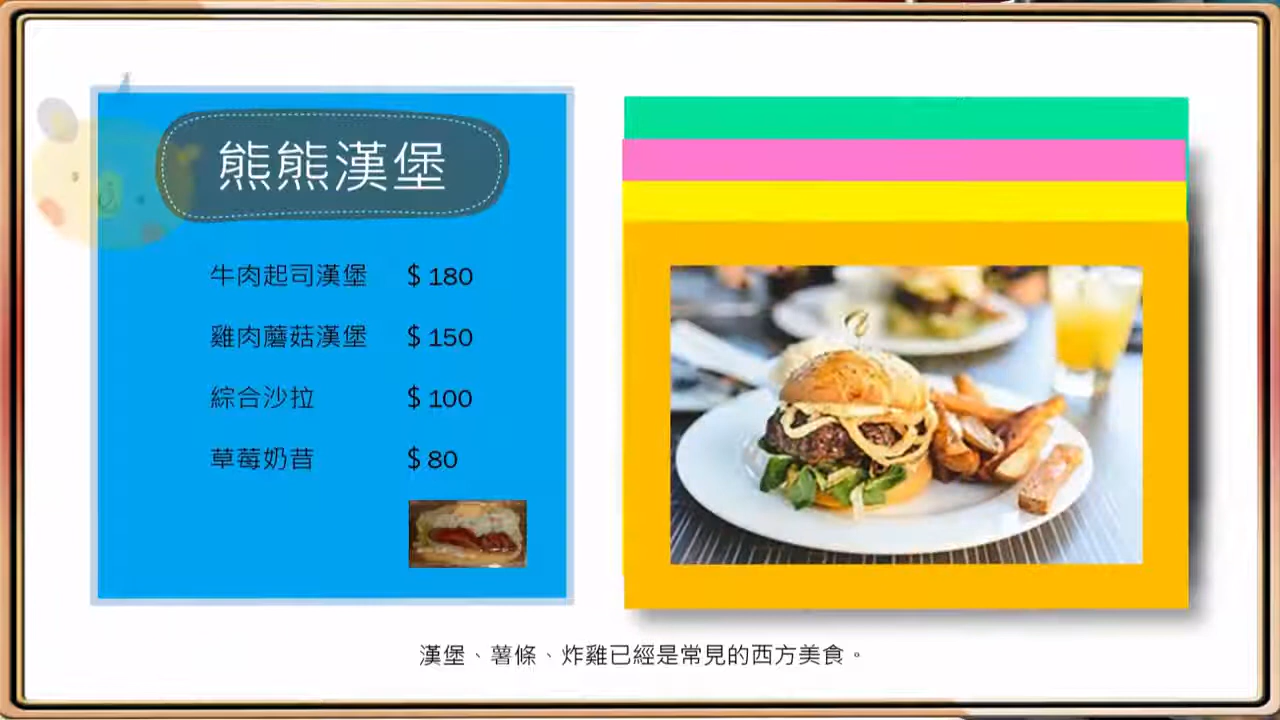 熊熊漢堡
牛肉起司漢堡 $ 180
雞肉蘑菇漢堡 $ 150
綜合沙拉 $ 100
草莓奶昔 $ 80
漢堡、薯條、炸雞已經是常見的西方美食。